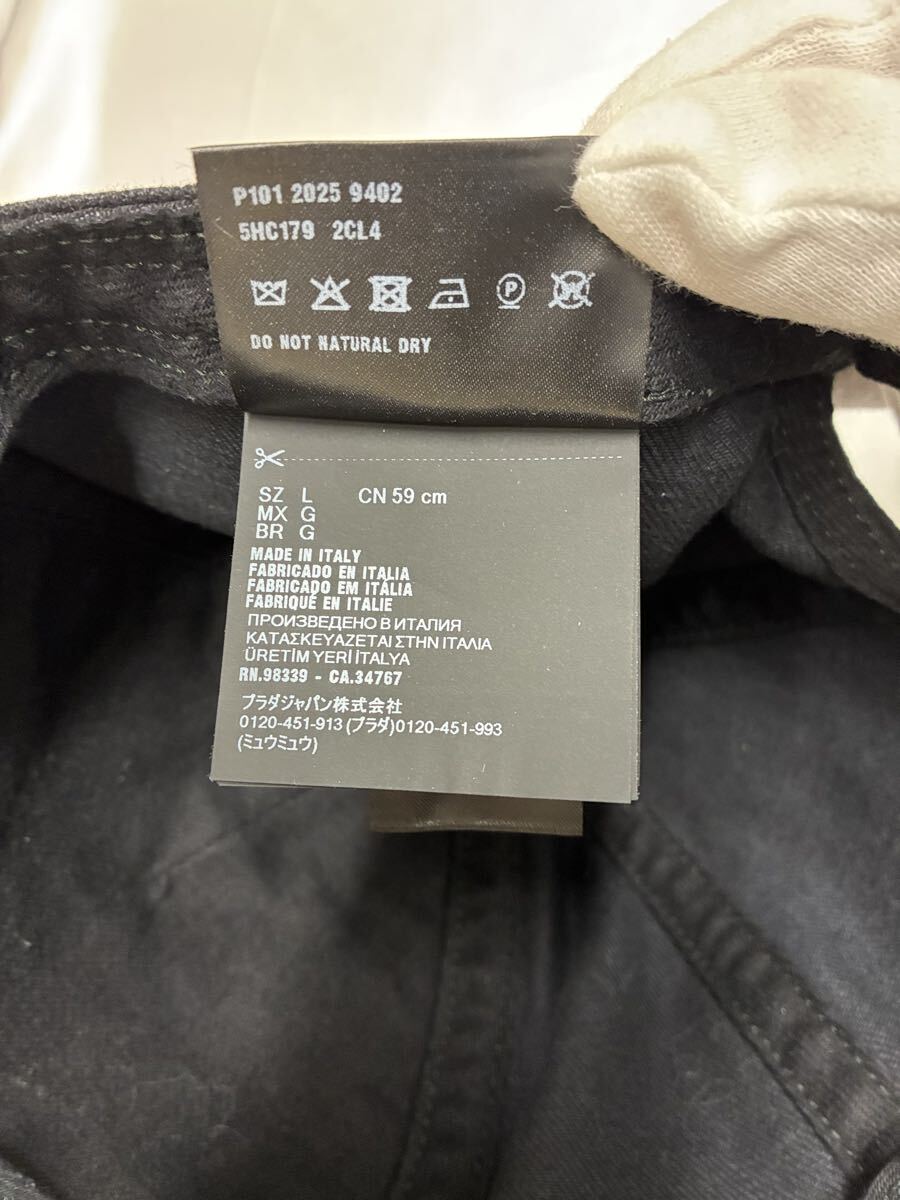 P101 2025 9402
5HC179 2CL4
P
W
DO NOT NATURAL DRY
SZ L CN 59 cm
MX G
BR G
MADE IN ITALY
FABRICADO EN ITALIA
FABRICADO EM ITÁLIA
FABRIQUÉ EN ITALIE
ПРОИЗВЕДЕНО В ИТАЛИЯ
ΚΑΤΑΣΚΕΥΑΖΕΤΑΙ ΣΤΗΝ ΙΤΑΛΙΑ
ÜRETİM YERİ İTALYA
RN.98339 - CA.34767
プラダジャパン株式会社
0120-451-913 (プラダ)0120-451-993
(ミュウミュウ)